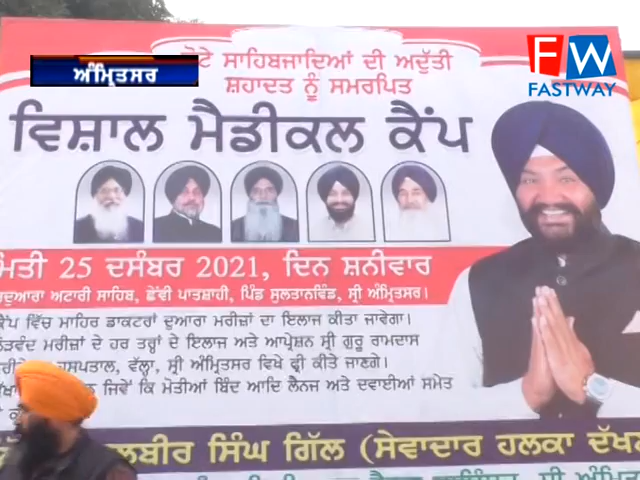 ਅੰਮ੍ਰਿਤਸਰ
FW
FASTWAY
ਛੋਟੇ ਸਾਹਿਬਜਾਦਿਆਂ ਦੀ ਅਦੁੱਤੀ
ਸ਼ਹਾਦਤ ਨੂੰ ਸਮਰਪਿਤ
ਵਿਸ਼ਾਲ ਮੈਡੀਕਲ ਕੈਂਪ
ਮਿਤੀ 25 ਦਸੰਬਰ 2021, ਦਿਨ ਸ਼ਨੀਵਾਰ
ਅਟਾਰੀ ਸਾਹਿਬ, ਛੇਵੀਂ ਪਾਤਸ਼ਾਹੀ, ਪਿੰਡ ਸੁਲਤਾਨਵਿੰਡ, ਸ੍ਰੀ ਅੰਮ੍ਰਿਤਸਰ।
ਵਿੱਚ ਮਾਹਿਰ ਡਾਕਟਰਾਂ ਦੁਆਰਾ ਮਰੀਜ਼ਾਂ ਦਾ ਇਲਾਜ ਕੀਤਾ ਜਾਵੇਗਾ।
ਮਰੀਜ਼ਾਂ ਦੇ ਹਰ ਤਰ੍ਹਾਂ ਦੇ ਇਲਾਜ ਅਤੇ ਆਪ੍ਰੇਸ਼ਨ ਸ੍ਰੀ ਗੁਰੂ ਰਾਮਦਾਸ
ਹਸਪਤਾਲ, ਵੱਲ੍ਹਾ, ਸ੍ਰੀ ਅੰਮ੍ਰਿਤਸਰ ਵਿਖੇ ਫ੍ਰੀ ਕੀਤੇ ਜਾਣਗੇ।
ਜਿਵੇਂ ਕਿ ਮੋਤੀਆਂ ਬਿੰਦ ਆਦਿ ਲੈਨਜ ਅਤੇ ਦਵਾਈਆਂ ਸਮੇਤ
ਲਬੀਰ ਸਿੰਘ ਗਿੱਲ (ਸੇਵਾਦਾਰ ਹਲਕਾ ਦੱਖਣ